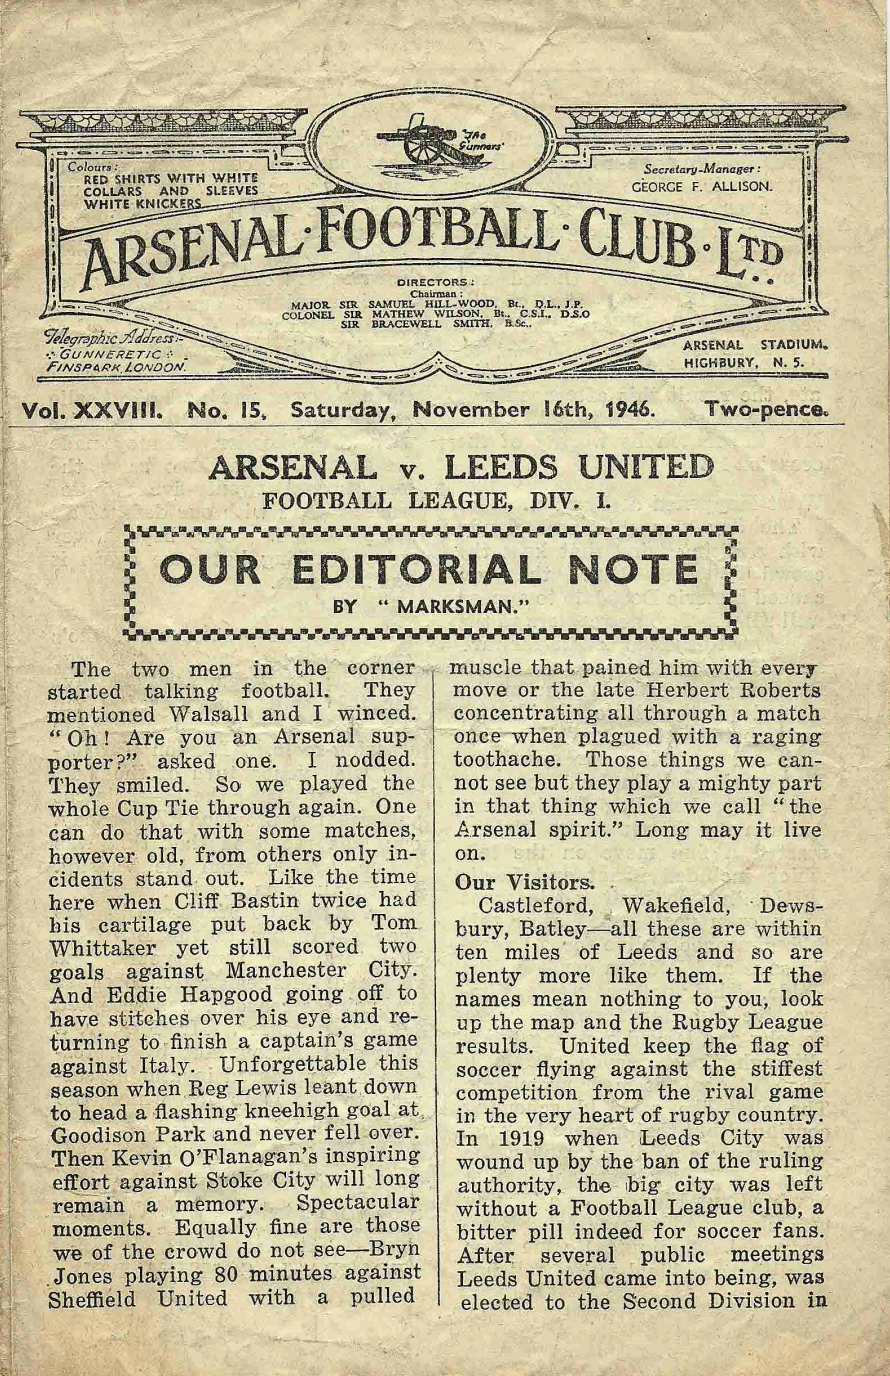 "The Gunners"
Colours:
RED SHIRTS WITH WHITE
COLLARS AND SLEEVES
WHITE KNICKERS
Secretary-Manager:
GEORGE F. ALLISON.
ARSENAL · FOOTBALL · CLUB · LTD
DIRECTORS:
Chairman:
MAJOR SIR SAMUEL HILL-WOOD, Bt., D.L., J.P.
COLONEL SIR MATHEW WILSON, Bt., C.S.I., D.S.O
SIR BRACEWELL SMITH, B.Sc.,
Telegraphic Address:-
GUNNERETIC
FINSPARK, LONDON.
ARSENAL STADIUM.
HIGHBURY, N. 5.
Vol. XXVIII. No. 15, Saturday, November 16th, 1946. Two-pence.
ARSENAL v. LEEDS UNITED
FOOTBALL LEAGUE, DIV. I.
OUR EDITORIAL NOTE
BY "MARKSMAN."
The two men in the corner
started talking football. They
mentioned Walsall and I winced.
"Oh! Are you an Arsenal sup-
porter?" asked one. I nodded.
They smiled. So we played the
whole Cup Tie through again. One
can do that with some matches,
however old, from others only in-
cidents stand out. Like the time
here when Cliff Bastin twice had
his cartilage put back by Tom
Whittaker yet still scored two
goals against Manchester City.
And Eddie Hapgood going off to
have stitches over his eye and re-
turning to finish a captain's game
against Italy. Unforgettable this
season when Reg Lewis leant down
to head a flashing kneehigh goal at
Goodison Park and never fell over.
Then Kevin O'Flanagan's inspiring
effort against Stoke City will long
remain a memory. Spectacular
moments. Equally fine are those
we of the crowd do not see—Bryn
Jones playing 80 minutes against
Sheffield United with a pulled
muscle that pained him with every
move or the late Herbert Roberts
concentrating all through a match
once when plagued with a raging
toothache. Those things we can-
not see but they play a mighty part
in that thing which we call "the
Arsenal spirit." Long may it live
on.
Our Visitors.
Castleford, Wakefield, Dews-
bury, Batley—all these are within
ten miles of Leeds and so are
plenty more like them. If the
names mean nothing to you, look
up the map and the Rugby League
results. United keep the flag of
soccer flying against the stiffest
competition from the rival game
in the very heart of rugby country.
In 1919 when Leeds City was
wound up by the ban of the ruling
authority, the big city was left
without a Football League club, a
bitter pill indeed for soccer fans.
After several public meetings
Leeds United came into being, was
elected to the Second Division in